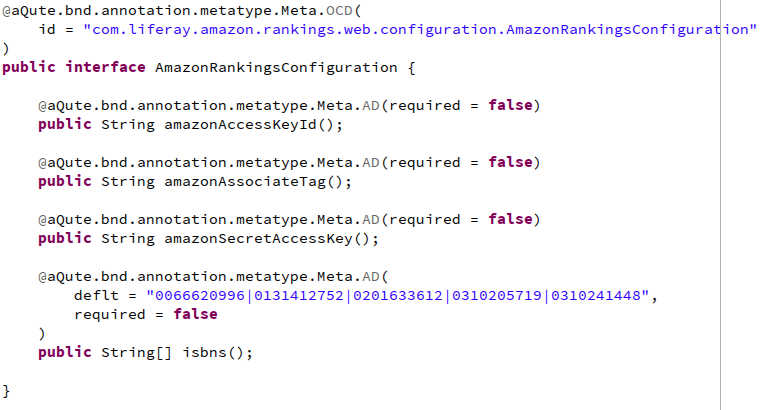 @aQute.bnd.annotation.metatype.Meta.OCD(
    id = "com.liferay.amazon.rankings.web.configuration.AmazonRankingsConfiguration"
)
public interface AmazonRankingsConfiguration {

    @aQute.bnd.annotation.metatype.Meta.AD(required = false)
    public String amazonAccessKeyId();

    @aQute.bnd.annotation.metatype.Meta.AD(required = false)
    public String amazonAssociateTag();

    @aQute.bnd.annotation.metatype.Meta.AD(required = false)
    public String amazonSecretAccessKey();

    @aQute.bnd.annotation.metatype.Meta.AD(
        deflt = "0066620996|0131412752|0201633612|0310205719|0310241448",
        required = false
    )
    public String[] isbns();

}